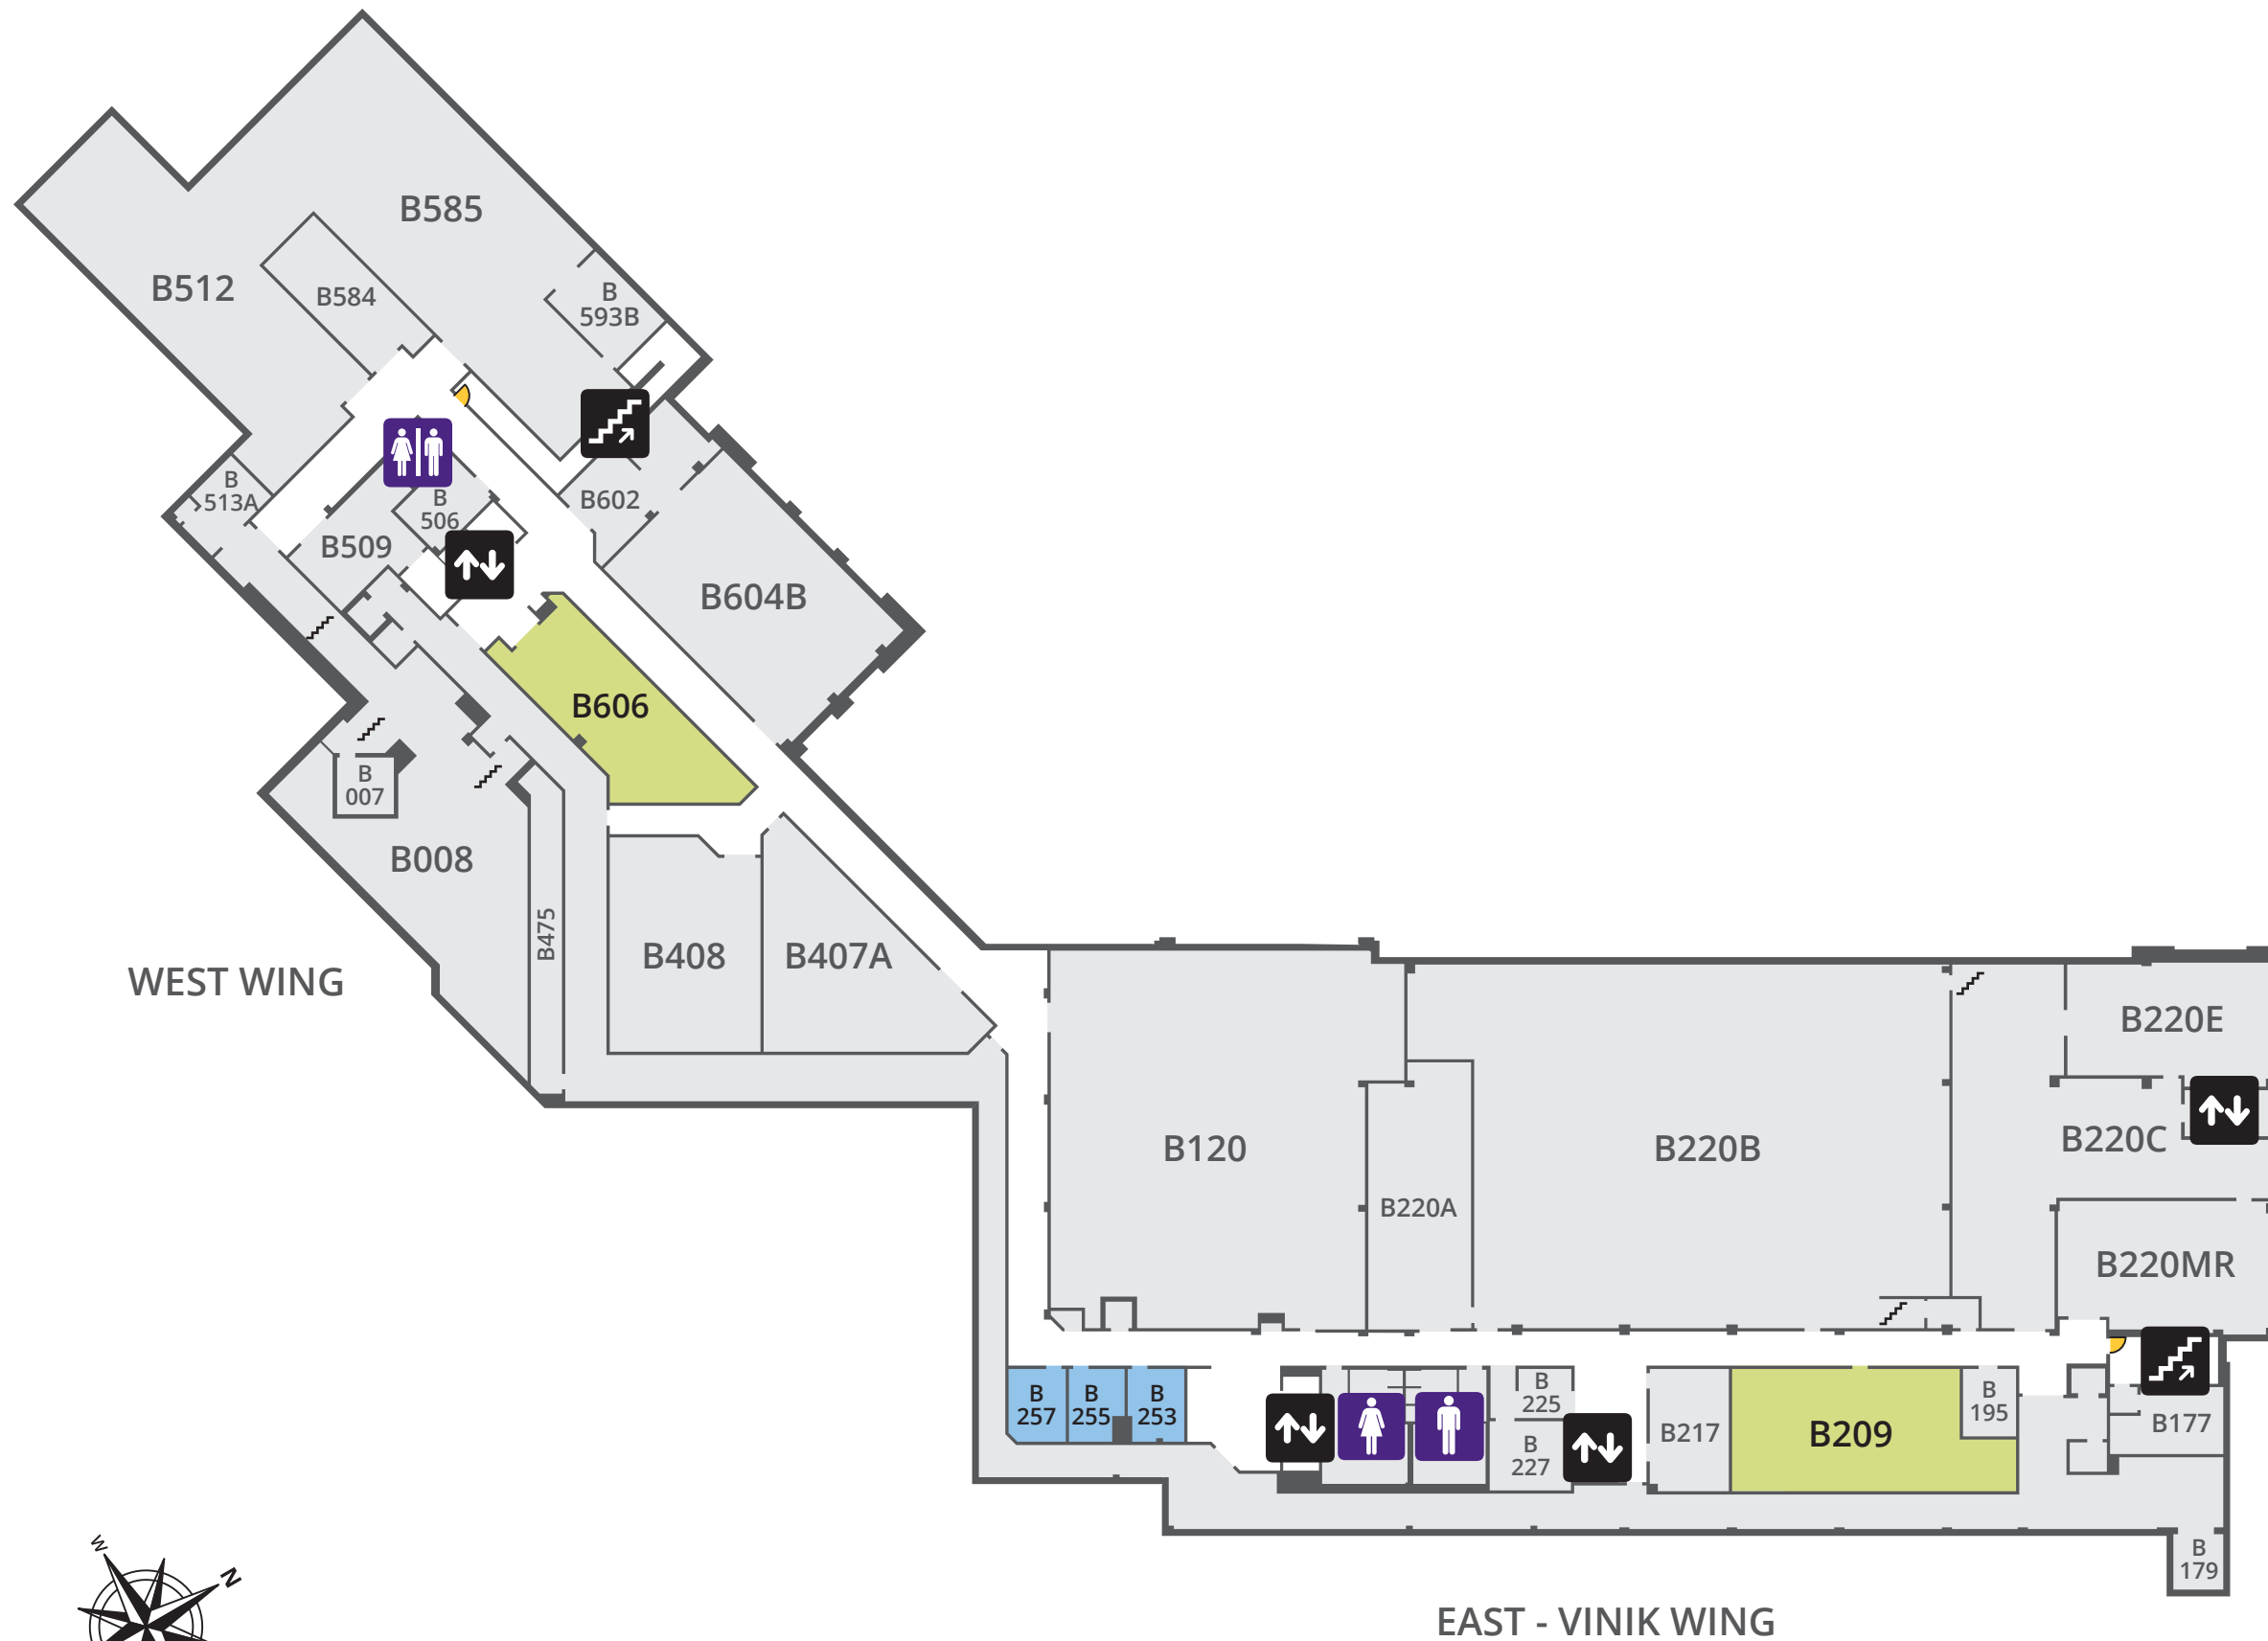 B585
B512
B584
B
593B
B
513A
B
506
B602
B509
B604B
B606
B
007
B008
B475
B408
B407A
WEST WING
B220E
B120
B220B
B220C
B220A
B220MR
B
257
B
255
B
253
B
225
B
227
B217
B209
B
195
B177
B
179
W
N
EAST - VINIK WING